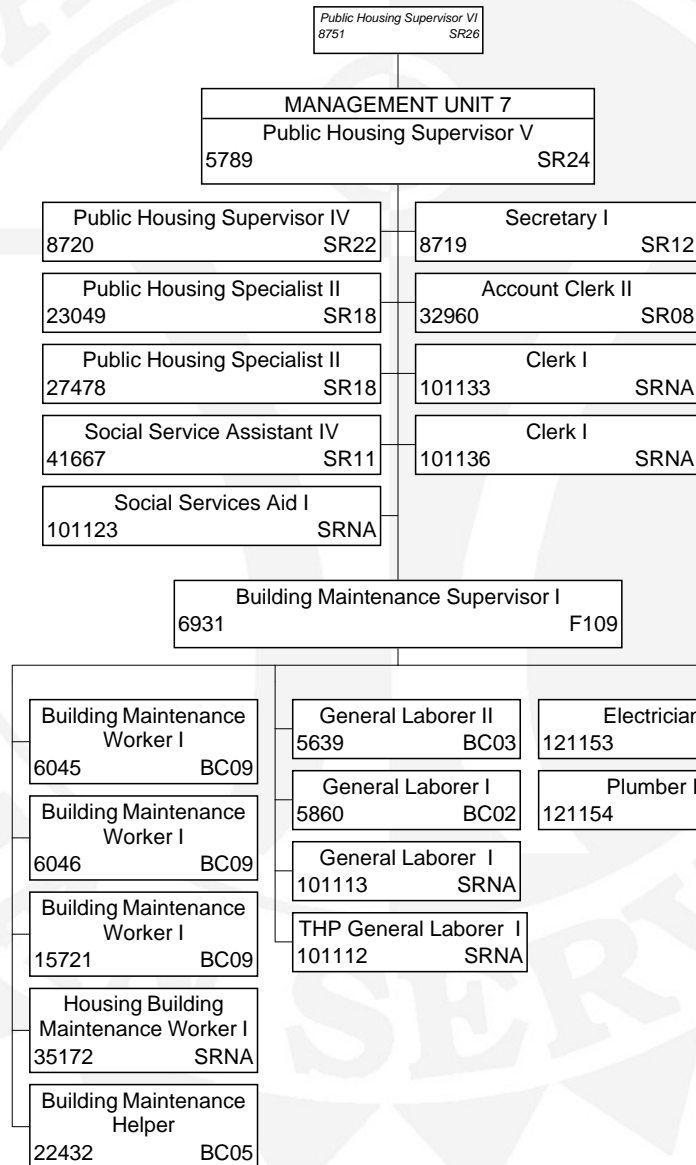 Public Housing Supervisor VI
8751 SR26
MANAGEMENT UNIT 7
Public Housing Supervisor V
5789 SR24
Public Housing Supervisor IV
8720 SR22
Secretary I
8719 SR12
Public Housing Specialist II
23049 SR18
Account Clerk II
32960 SR08
Public Housing Specialist II
27478 SR18
Clerk I
101133 SRNA
Social Service Assistant IV
41667 SR11
Clerk I
101136 SRNA
Social Services Aid I
101123 SRNA
Building Maintenance Supervisor I
6931 F109
Building Maintenance
Worker I
6045 BC09
Building Maintenance
Worker I
6046 BC09
Building Maintenance
Worker I
15721 BC09
Housing Building
Maintenance Worker I
35172 SRNA
Building Maintenance
Helper
22432 BC05
General Laborer II
5639 BC03
General Laborer I
5860 BC02
General Laborer I
101113 SRNA
THP General Laborer I
101112 SRNA
Electrician
121153
Plumber I
121154